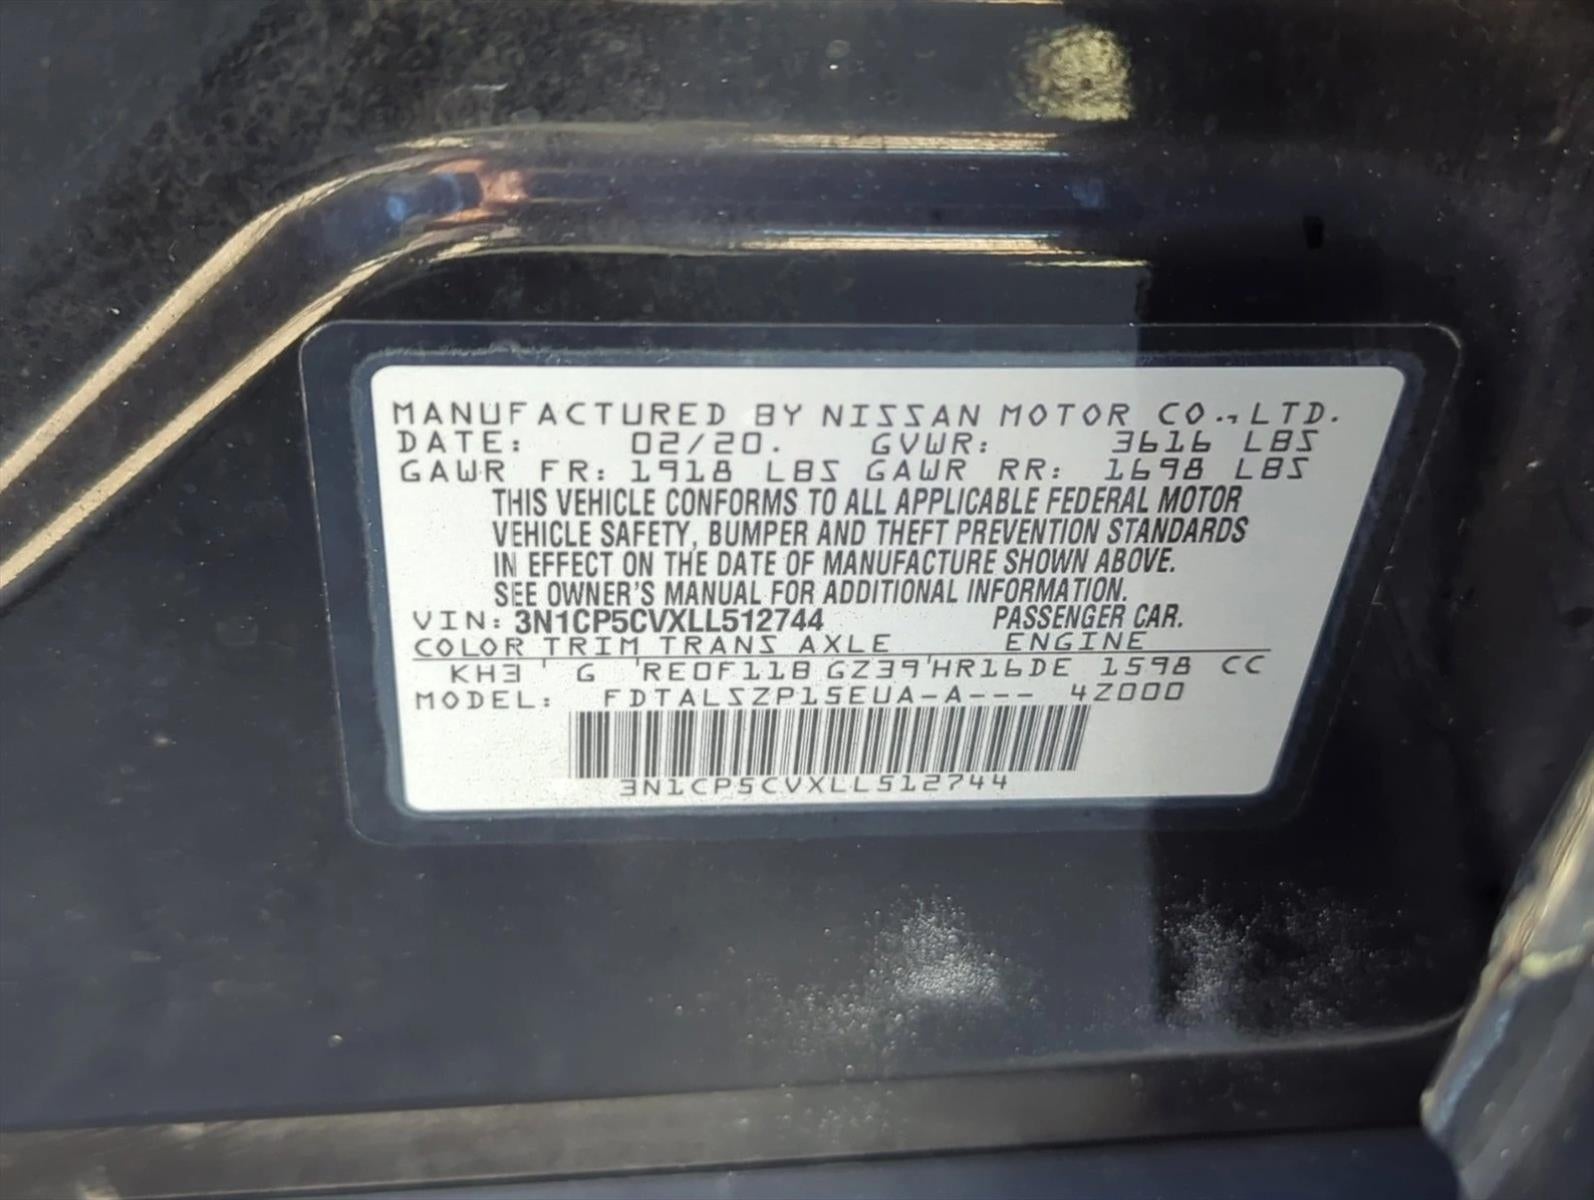 MANUFACTURED BY NISSAN MOTOR CO., LTD.
DATE: 02/20. GVWR: 3616 LBS
GAWR FR: 1918 LBS GAWR RR: 1698 LBS
THIS VEHICLE CONFORMS TO ALL APPLICABLE FEDERAL MOTOR
VEHICLE SAFETY, BUMPER AND THEFT PREVENTION STANDARDS
IN EFFECT ON THE DATE OF MANUFACTURE SHOWN ABOVE.
SEE OWNER'S MANUAL FOR ADDITIONAL INFORMATION.
VIN: 3N1CP5CVXLL512744 PASSENGER CAR.
COLOR TRIM TRANS AXLE ENGINE
KH3 ' G 'RE0F11B GZ39'HR16DE 1598 CC
MODEL: FDTALSZP15EUA-A--- 4Z000
3N1CP5CVXLL512744